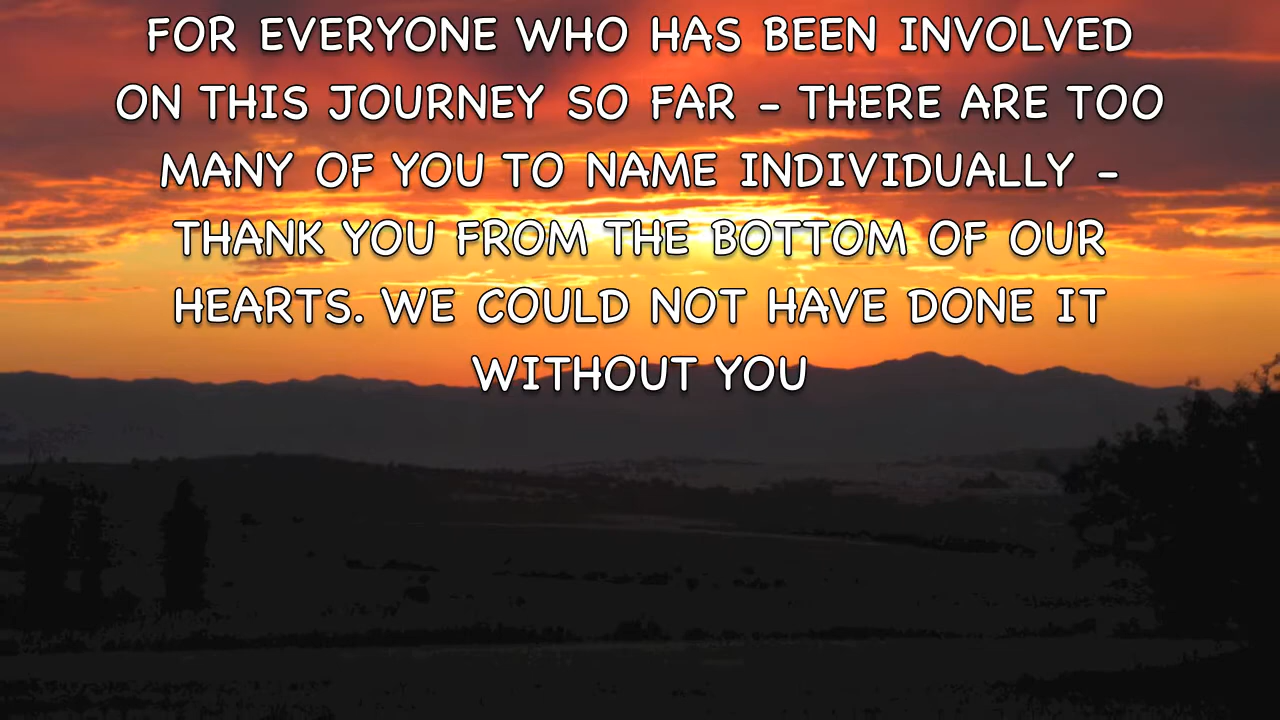 FOR EVERYONE WHO HAS BEEN INVOLVED
ON THIS JOURNEY SO FAR – THERE ARE TOO
MANY OF YOU TO NAME INDIVIDUALLY –
THANK YOU FROM THE BOTTOM OF OUR
HEARTS. WE COULD NOT HAVE DONE IT
WITHOUT YOU